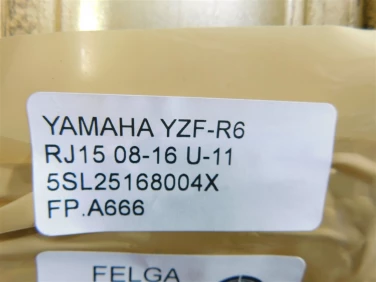 YAMAHA YZF-R6
RJ15 08-16 U-11
5SL25168004X
FP.A666
FELGA